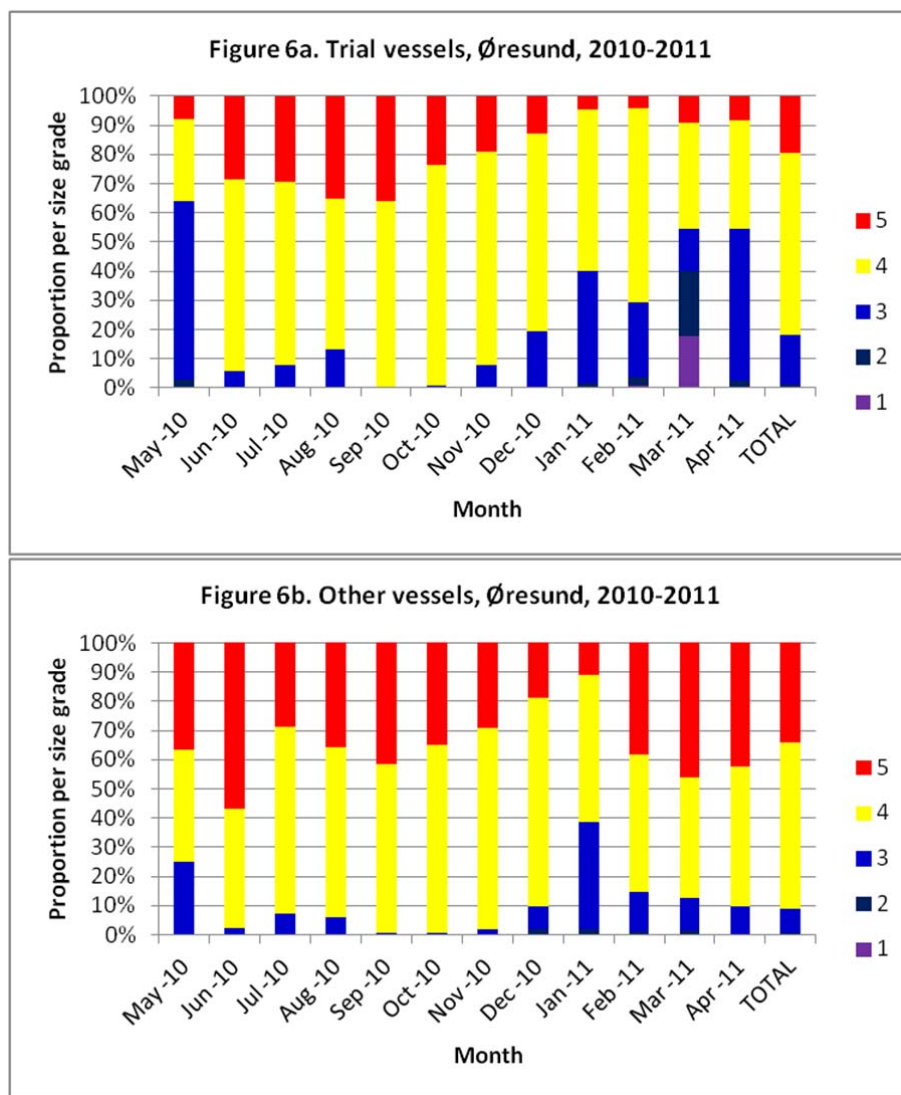 Figure 6a. Trial vessels, Øresund, 2010-2011
Proportion per size grade
100%
90%
80%
70%
60%
50%
40%
30%
20%
10%
0%
May -10
Jun -10
Jul -10
Aug -10
Sep -10
Oct -10
Nov -10
Dec -10
Jan -11
Feb -11
Mar -11
Apr -11
TOTAL
Month
5
4
3
2
1
Figure 6b. Other vessels, Øresund, 2010-2011
Proportion per size grade
100%
90%
80%
70%
60%
50%
40%
30%
20%
10%
0%
May -10
Jun -10
Jul -10
Aug -10
Sep -10
Oct -10
Nov -10
Dec -10
Jan -11
Feb -11
Mar -11
Apr -11
TOTAL
Month
5
4
3
2
1